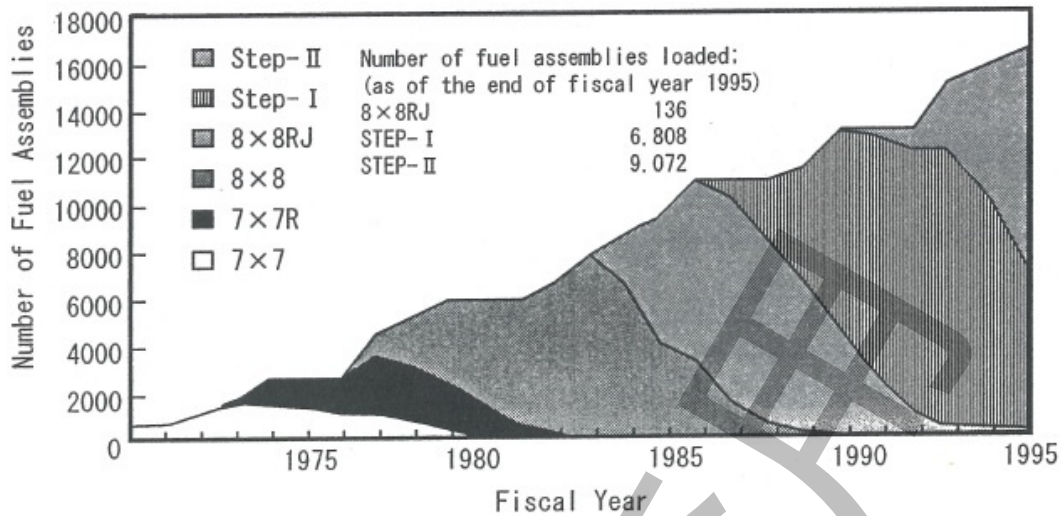 Number of Fuel Assemblies
18000
16000
14000
12000
10000
8000
6000
4000
2000
0
Step-Ⅱ
Step-Ⅰ
8×8RJ
8×8
7×7R
7×7
Number of fuel assemblies loaded:
(as of the end of fiscal year 1995)
8×8RJ 136
STEP-Ⅰ 6,808
STEP-Ⅱ 9,072
1975 1980 1985 1990 1995
Fiscal Year